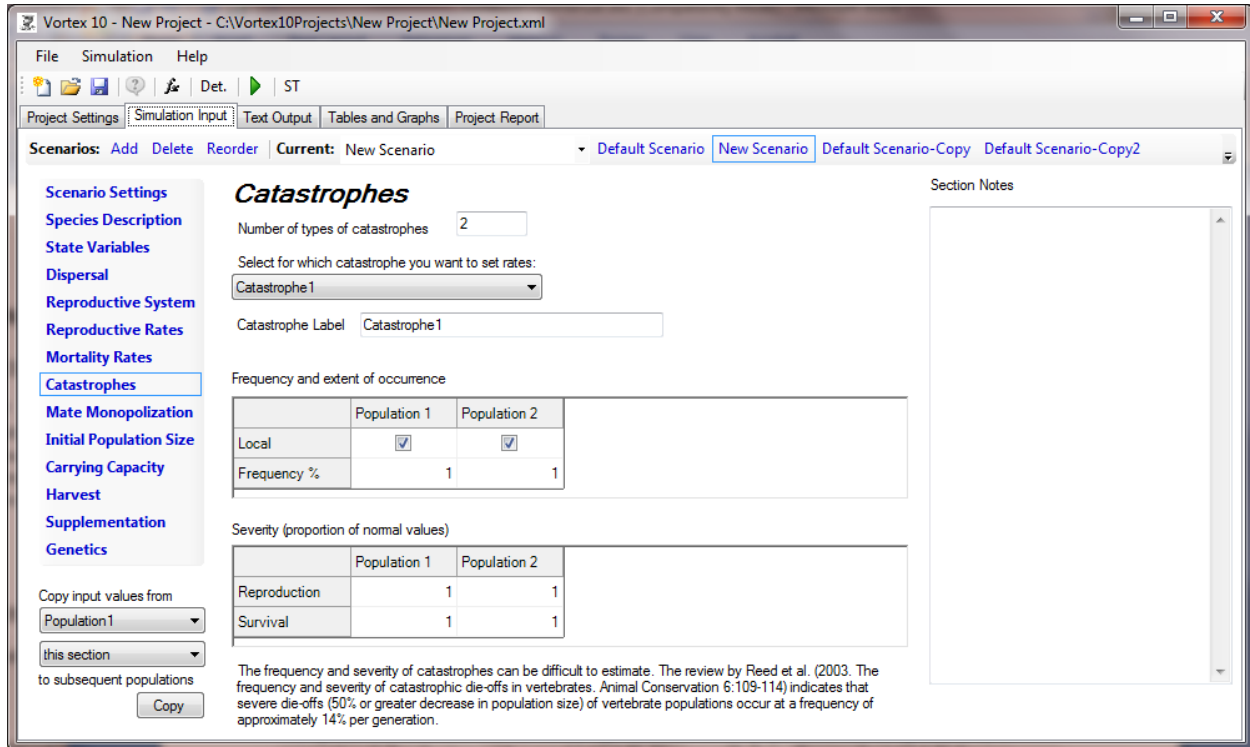 Vortex 10 - New Project - C:\Vortex10Projects\New Project\New Project.xml
File Simulation Help
fx Det. ST
Project Settings Simulation Input Text Output Tables and Graphs Project Report
Scenarios: Add Delete Reorder Current: New Scenario Default Scenario New Scenario Default Scenario-Copy Default Scenario-Copy2
Scenario Settings
Species Description
State Variables
Dispersal
Reproductive System
Reproductive Rates
Mortality Rates
Catastrophes
Mate Monopolization
Initial Population Size
Carrying Capacity
Harvest
Supplementation
Genetics
Copy input values from
Population1
this section
to subsequent populations
Copy
Catastrophes
Number of types of catastrophes 2
Select for which catastrophe you want to set rates:
Catastrophe1
Catastrophe Label Catastrophe1
Frequency and extent of occurrence
Population 1 Population 2
Local
Frequency % 1 1
Severity (proportion of normal values)
Population 1 Population 2
Reproduction 1 1
Survival 1 1
The frequency and severity of catastrophes can be difficult to estimate. The review by Reed et al. (2003. The
frequency and severity of catastrophic die-offs in vertebrates. Animal Conservation 6:109-114) indicates that
severe die-offs (50% or greater decrease in population size) of vertebrate populations occur at a frequency of
approximately 14% per generation.
Section Notes